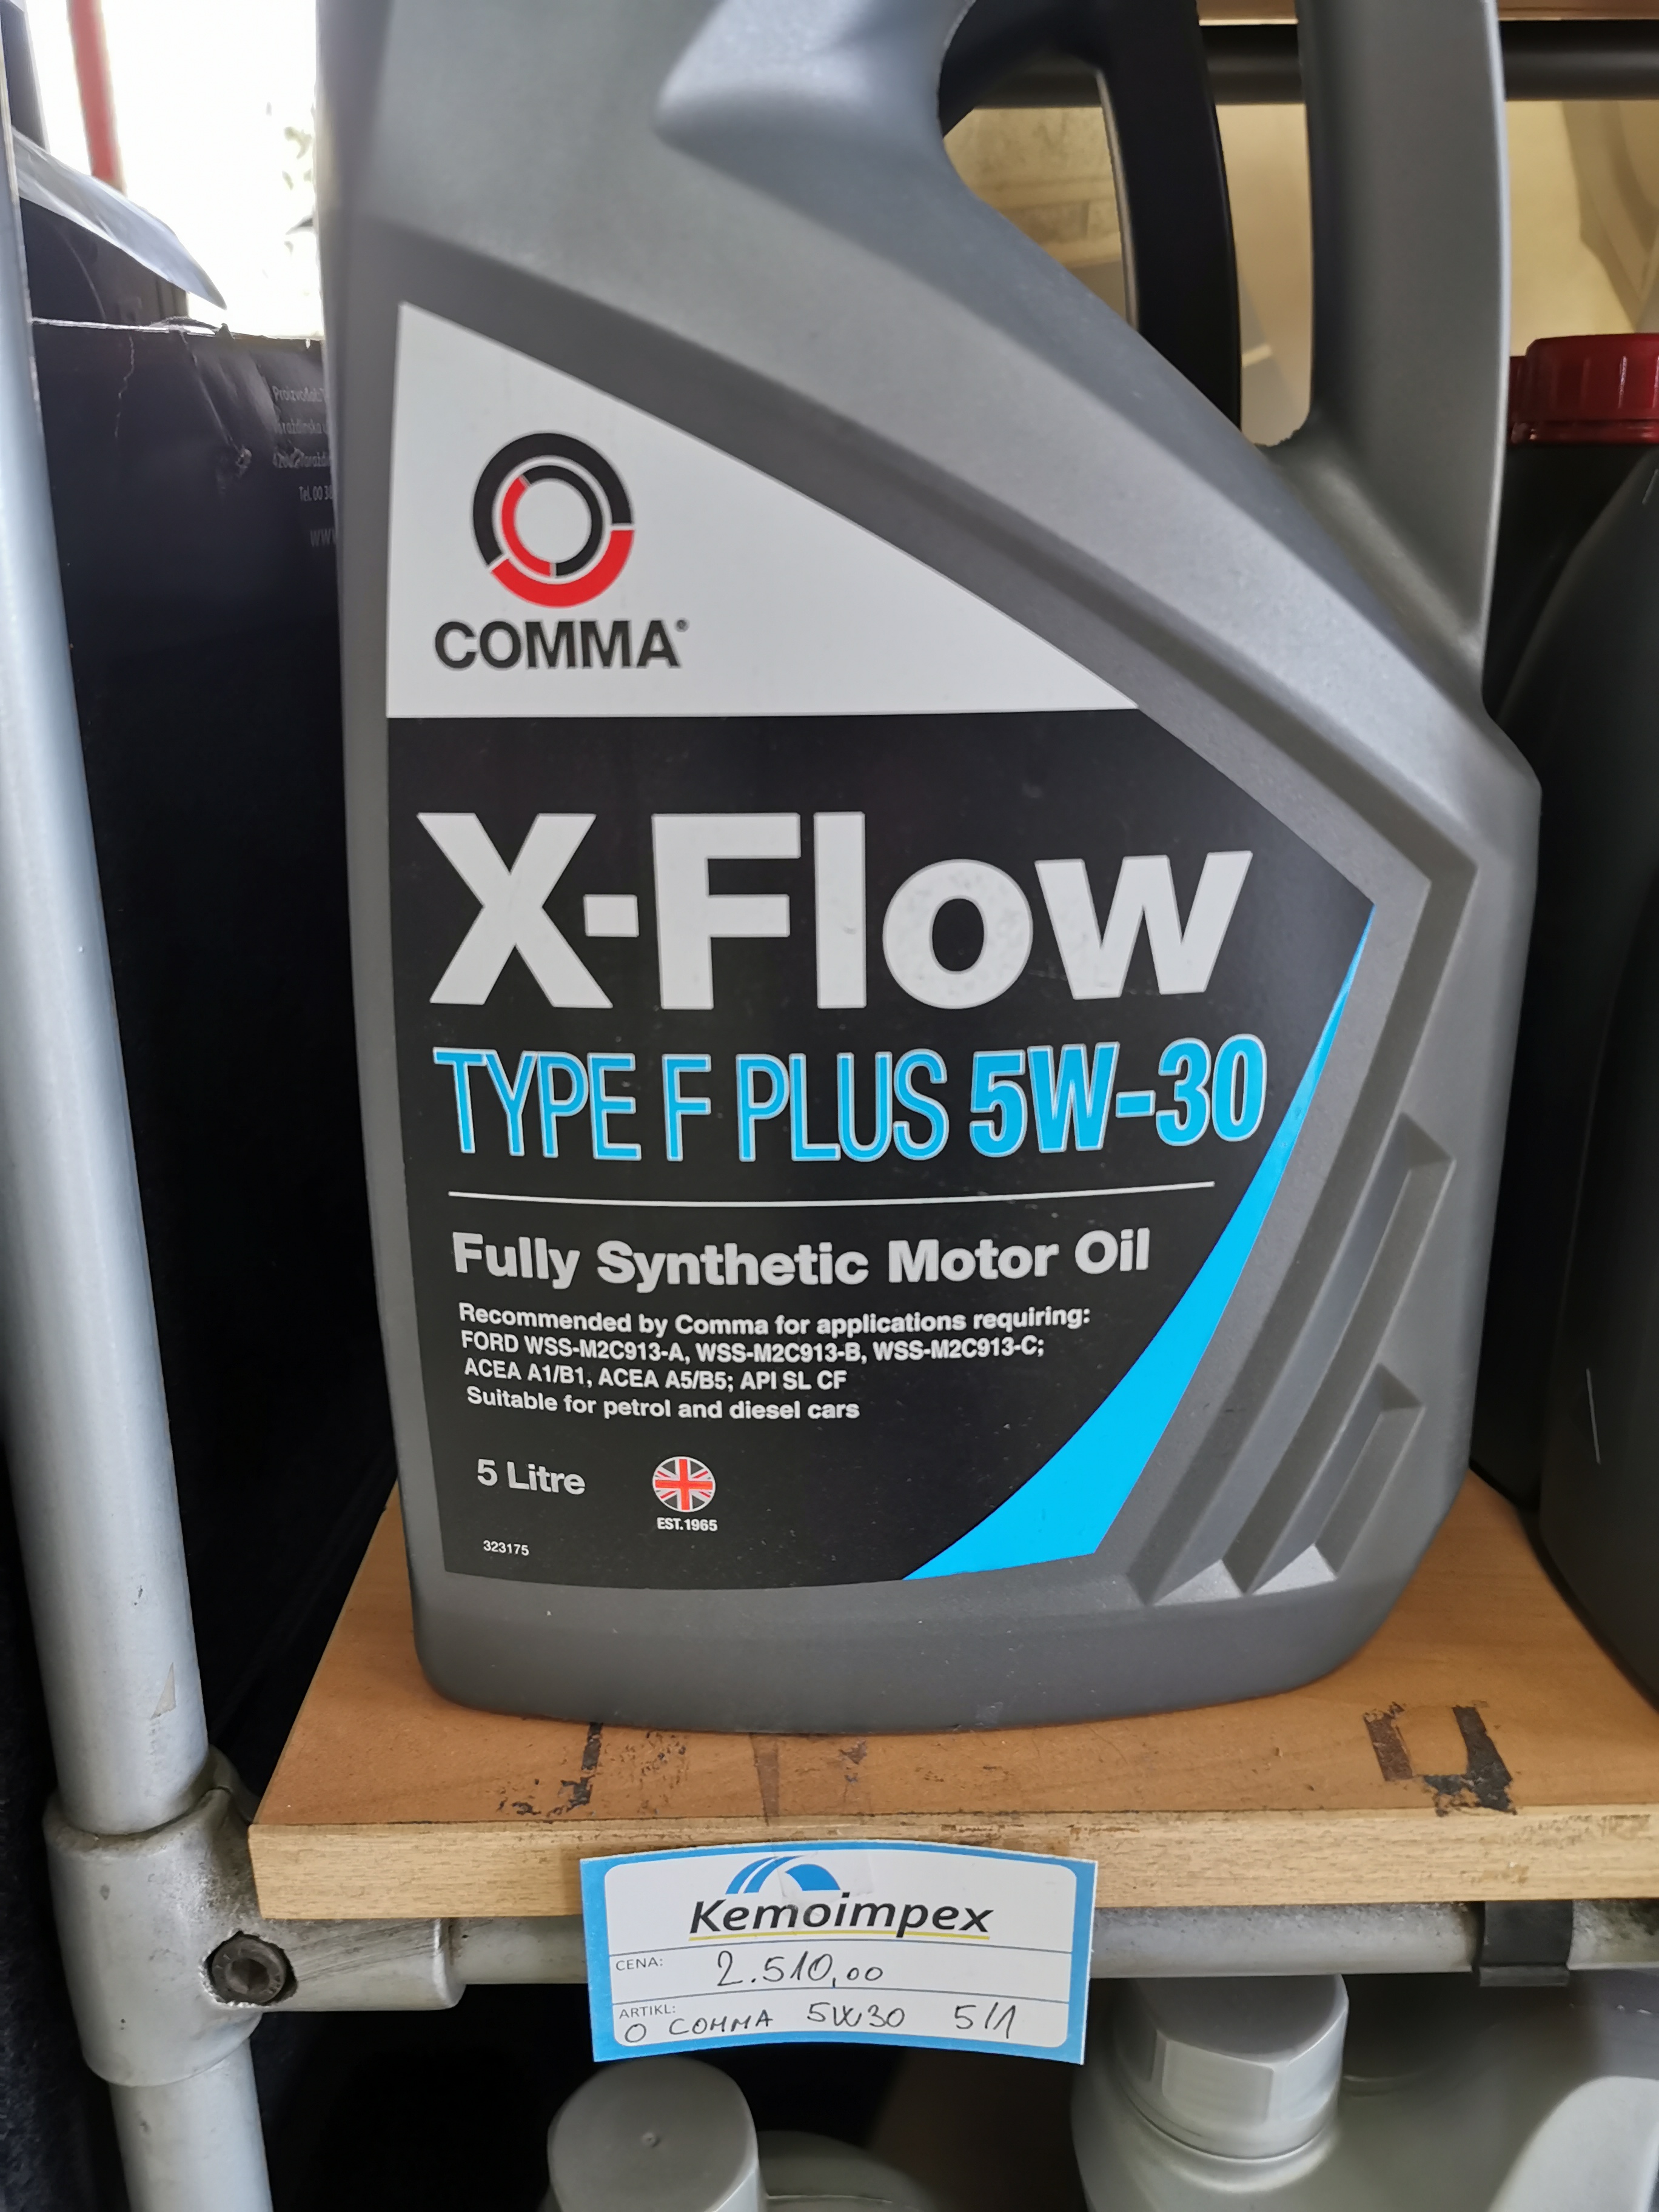 COMMA®
X-Flow
TYPE F PLUS 5W-30
Fully Synthetic Motor Oil
Recommended by Comma for applications requiring:
FORD WSS-M2C913-A, WSS-M2C913-B, WSS-M2C913-C;
ACEA A1/B1, ACEA A5/B5; API SL CF
Suitable for petrol and diesel cars
5 Litre
EST.1965
323175
Kemoimpex
CENA: 2.510,00
ARTIKL: O COMMA 5W30 5/1
Tel. 00